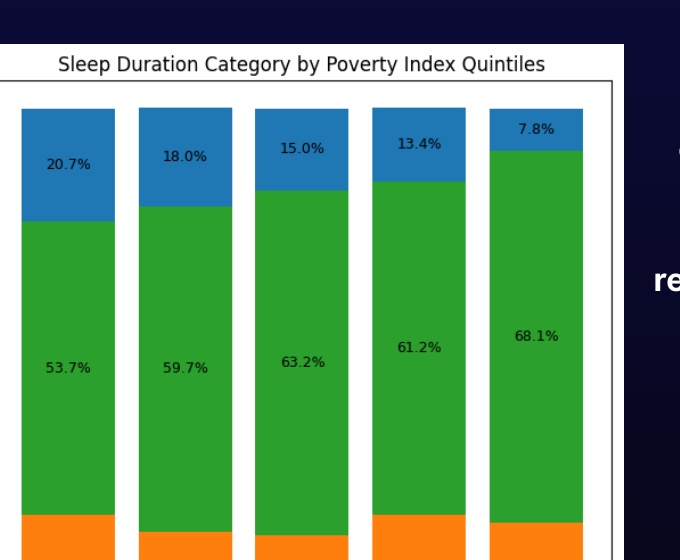 Sleep Duration Category by Poverty Index Quintiles
20.7% 18.0% 15.0% 13.4% 7.8%
53.7% 59.7% 63.2% 61.2% 68.1%